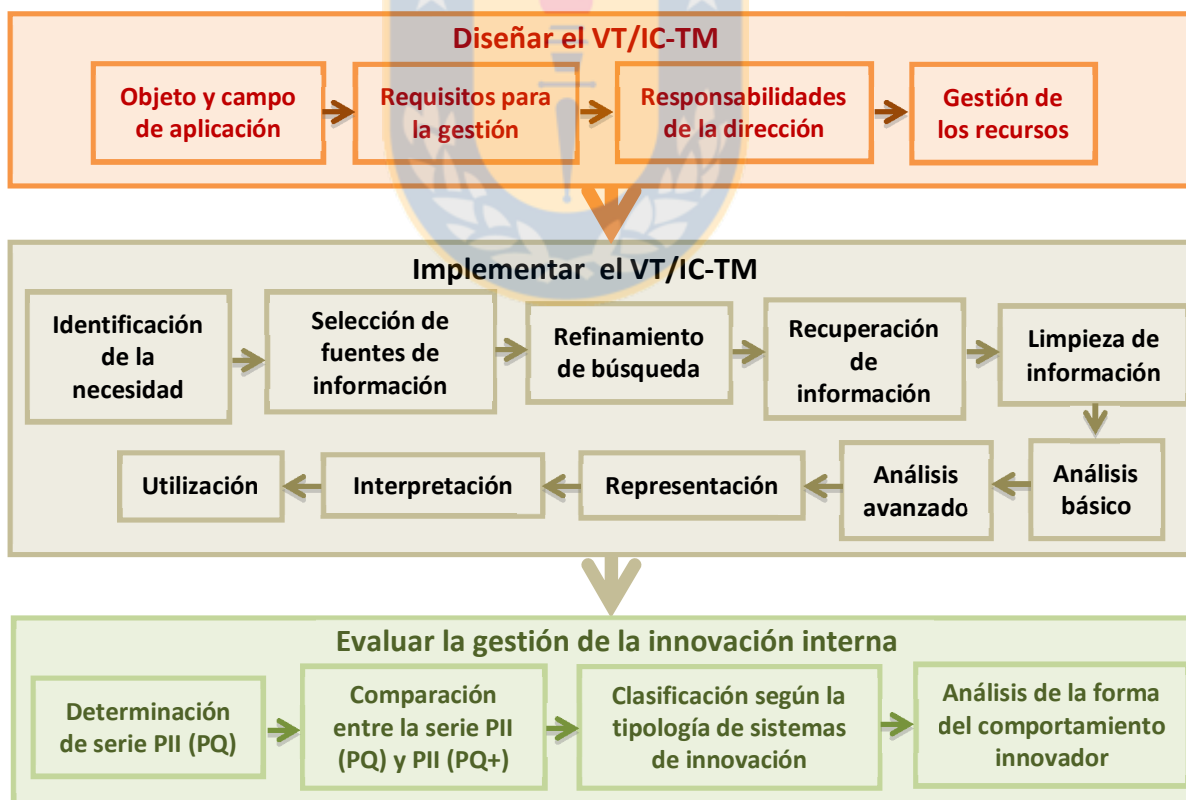 Diseñar el VT/IC-TM
Objeto y campo
de aplicación
Requisitos para
la gestión
Responsabilidades
de la dirección
Gestión de
los recursos
Implementar el VT/IC-TM
Identificación
de la
necesidad
Selección de
fuentes de
información
Refinamiento
de búsqueda
Recuperación
de
información
Limpieza de
información
Análisis
básico
Análisis
avanzado
Representación
Interpretación
Utilización
Evaluar la gestión de la innovación interna
Determinación
de serie PII (PQ)
Comparación
entre la serie PII
(PQ) y PII (PQ+)
Clasificación según la
tipología de sistemas
de innovación
Análisis de la forma
del comportamiento
innovador